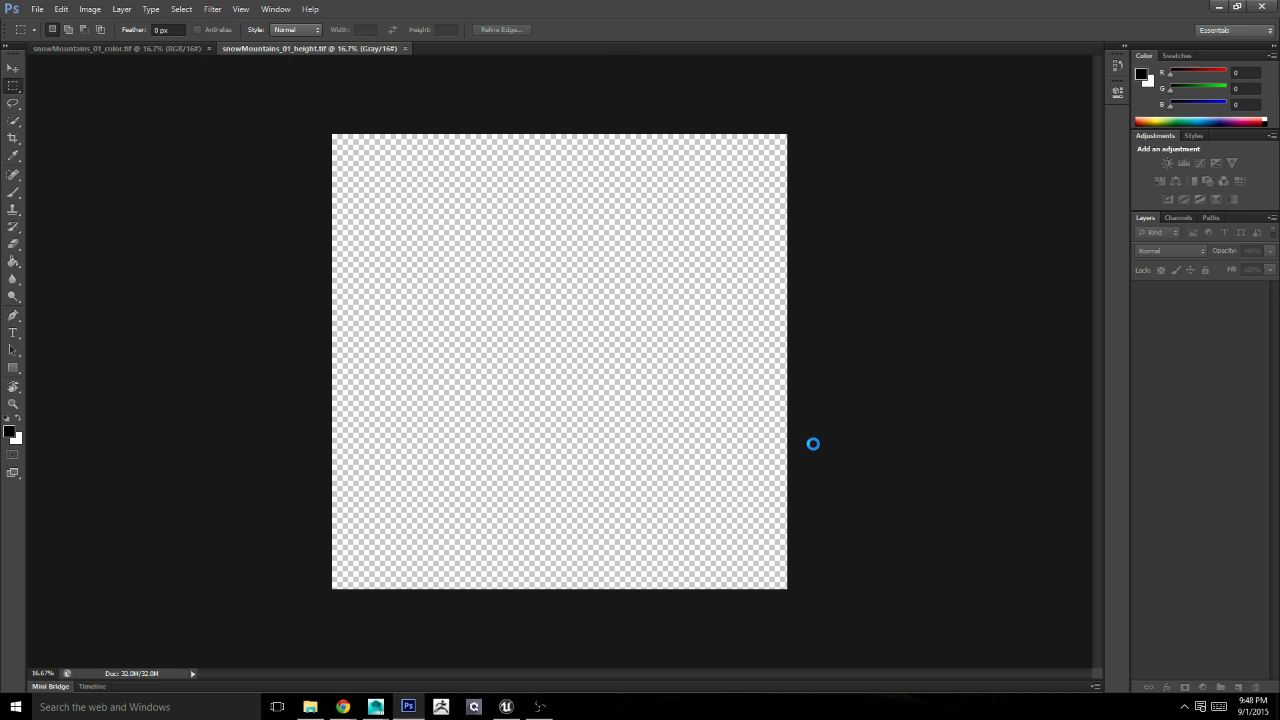 Ps File Edit Image Layer Type Select Filter View Window Help
Feather: 0 px Anti-alias Style: Normal Width: Height: Refine Edge... Essentials
snowMountains_01_color.tif @ 16.7% (RGB/16#) × snowMountains_01_height.tif @ 16.7% (Gray/16#) ×
Color Swatches
R 0
G 0
B 0
Adjustments Styles
Add an adjustment
Layers Channels Paths
Kind
Normal Opacity: 100%
Lock: Fill: 100%
16.67% Doc: 32.0M/32.0M
Mini Bridge Timeline
Search the web and Windows
9:48 PM
9/1/2015